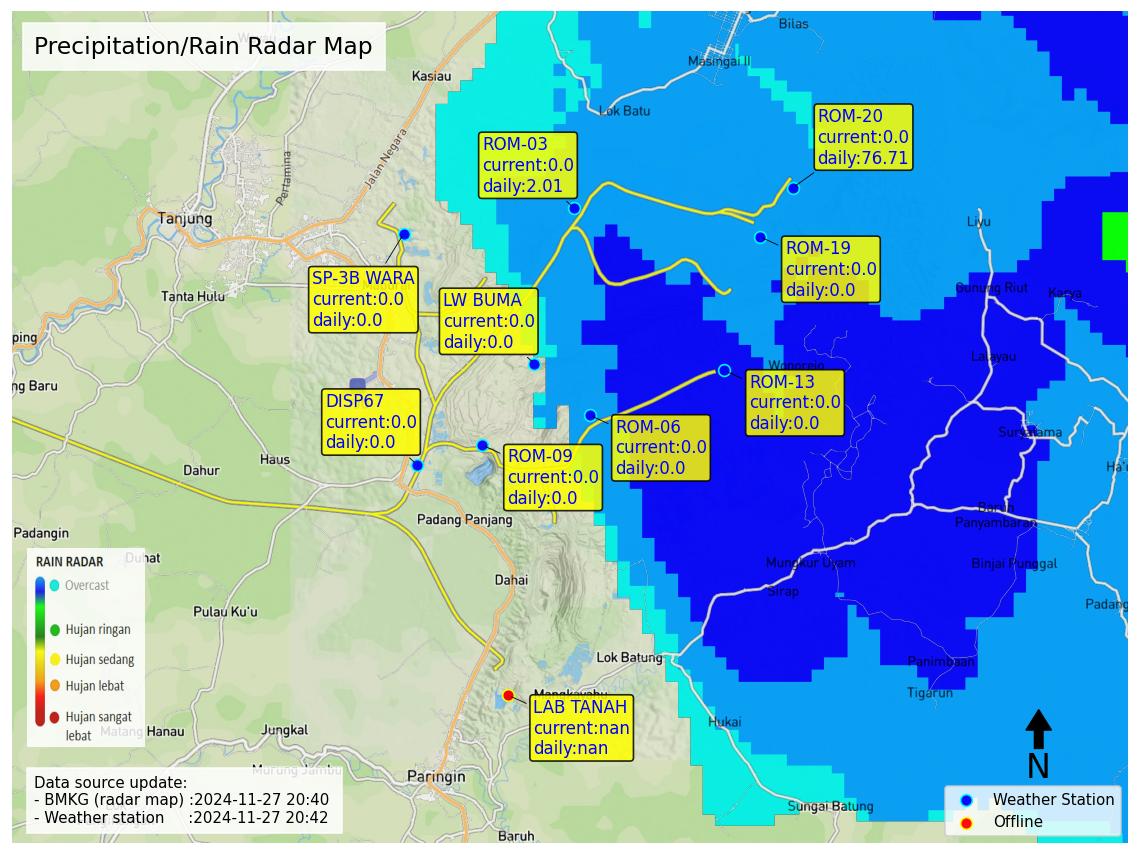 Precipitation/Rain Radar Map
Bilas
Masingai II
Kasiau
Lok Batu
ROM-20
current:0.0
daily:76.71
ROM-03
current:0.0
daily:2.01
Jalan Negara
Pertamina
Tanjung
Liyu
ROM-19
current:0.0
daily:0.0
SP-3B WARA
current:0.0
daily:0.0
Tanta Hulu
LW BUMA
current:0.0
daily:0.0
Gunung Riut
Karya
ping
Lalayau
Wonorejo
ng Baru
ROM-13
current:0.0
daily:0.0
DISP67
current:0.0
daily:0.0
ROM-06
current:0.0
daily:0.0
Suryatama
Haus
Dahur
ROM-09
current:0.0
daily:0.0
Ha'u
Padang Panjang
Barun
Panyambaran
Padangin
Duhat
Mungkur Uyam
Binjai Punggal
RAIN RADAR
Overcast
Hujan ringan
Hujan sedang
Hujan lebat
Hujan sangat
lebat
Dahai
Sirap
Padang
Pulau Ku'u
Lok Batung
Panimbaan
Tigarun
Mangkayahu
LAB TANAH
current:nan
daily:nan
Hukai
Matang Hanau
Jungkal
Murung Jambu
Paringin
N
Sungai Batung
Baruh
Data source update:
- BMKG (radar map) :2024-11-27 20:40
- Weather station :2024-11-27 20:42
Weather Station
Offline